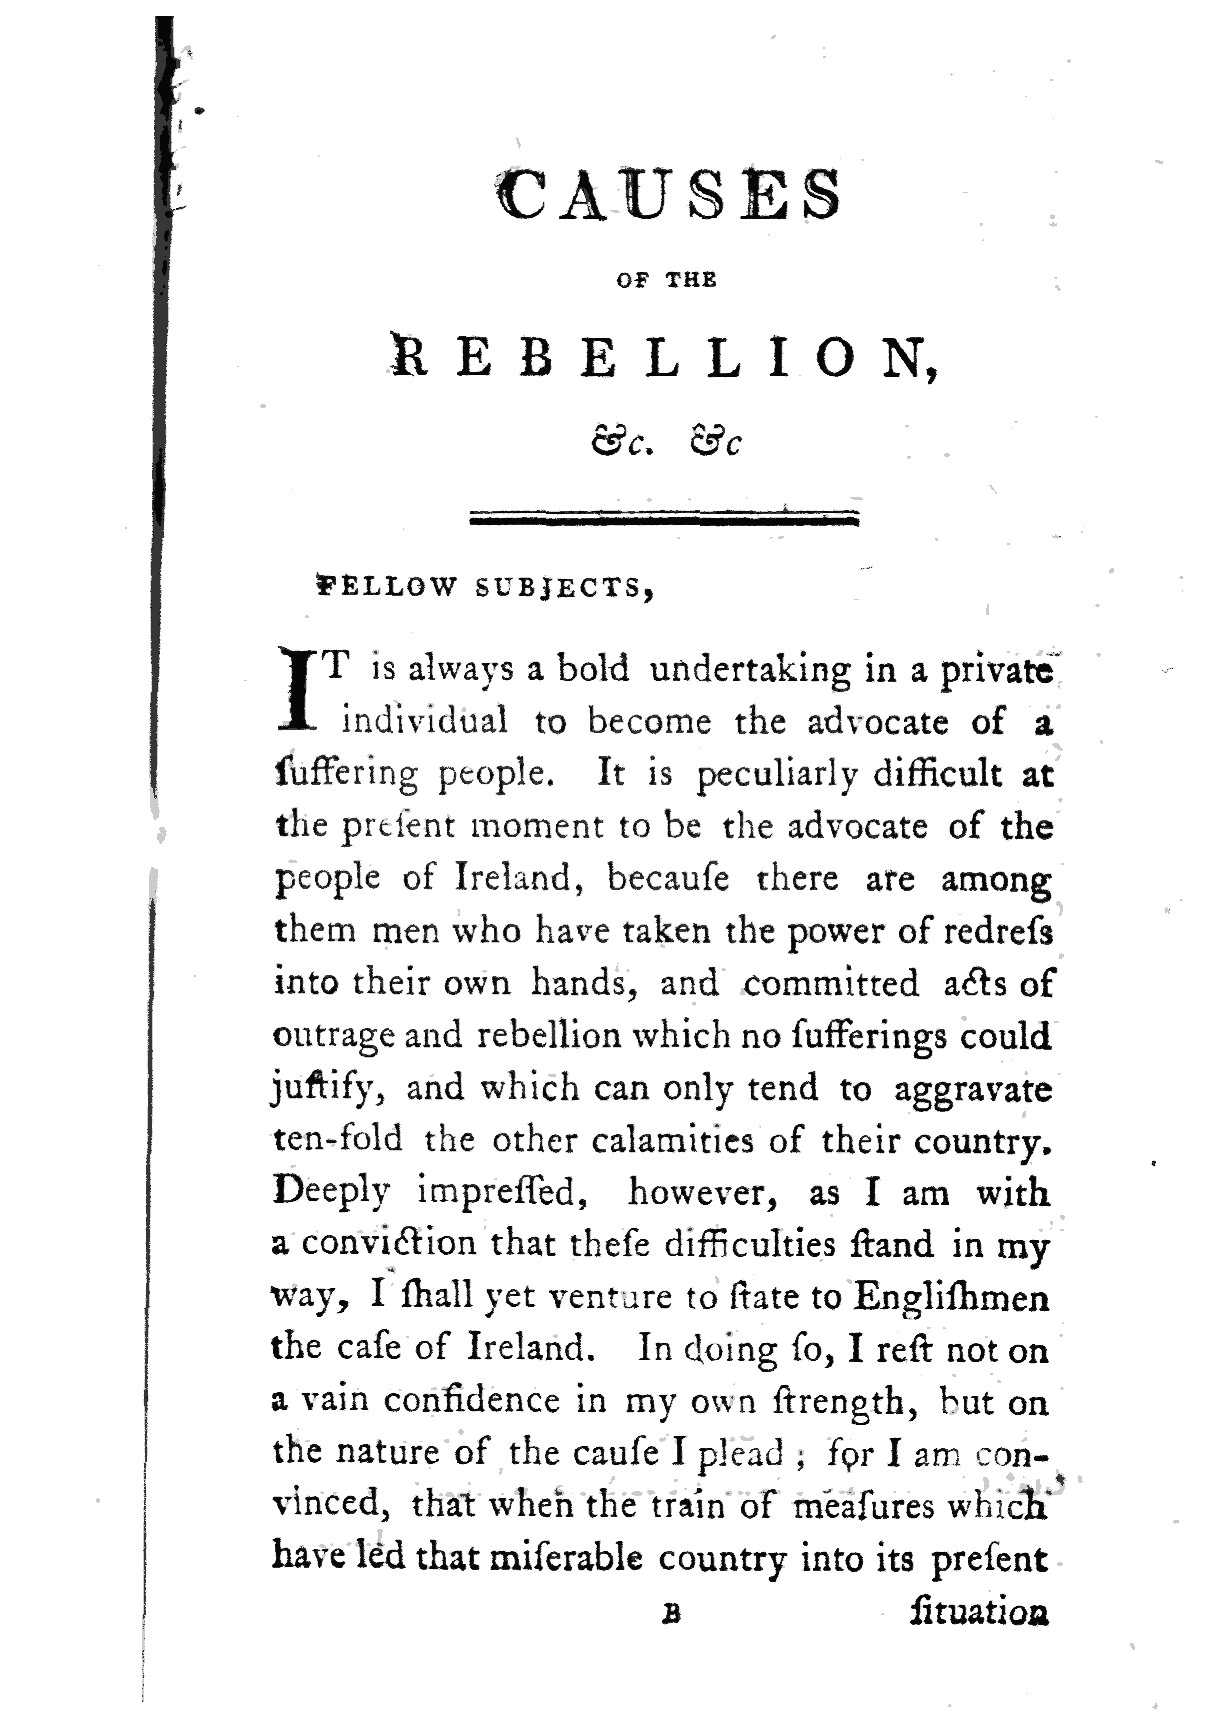 CAUSES
OF THE
REBELLION,
&c. &c
FELLOW SUBJECTS,
IT is always a bold undertaking in a private
individual to become the advocate of a
ſuffering people. It is peculiarly difficult at
the preſent moment to be the advocate of the
people of Ireland, becauſe there are among
them men who have taken the power of redreſs
into their own hands, and committed acts of
outrage and rebellion which no ſufferings could
juſtify, and which can only tend to aggravate
ten-fold the other calamities of their country.
Deeply impreſſed, however, as I am with
a conviction that theſe difficulties ſtand in my
way, I ſhall yet venture to ſtate to Engliſhmen
the caſe of Ireland. In doing ſo, I reſt not on
a vain confidence in my own ſtrength, but on
the nature of the cauſe I plead ; for I am con-
vinced, that when the train of meaſures which
have led that miſerable country into its preſent
B ſituation